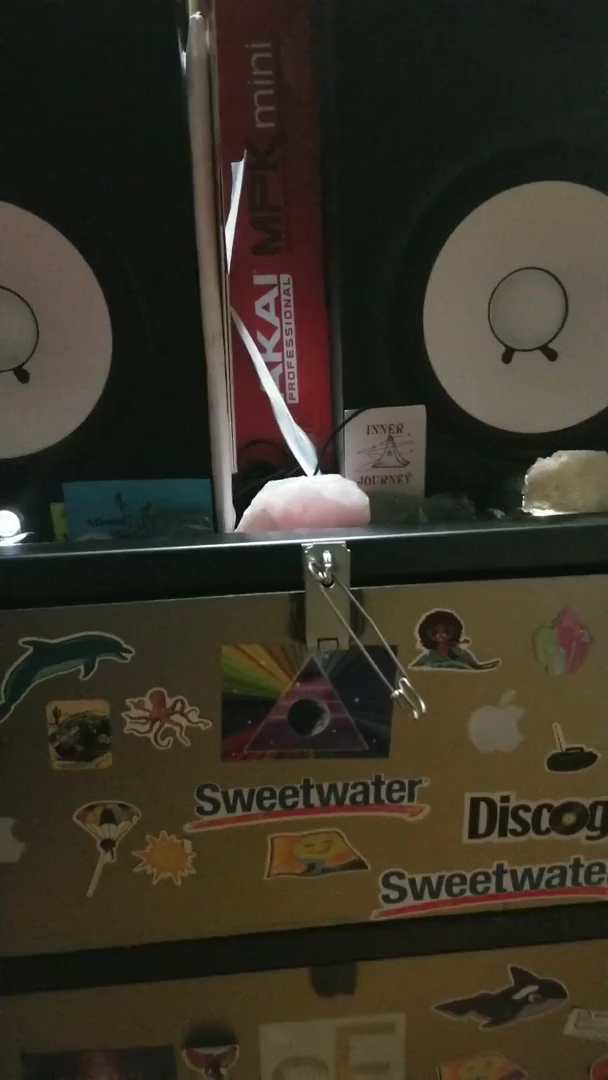 AKAI MPK mini
PROFESSIONAL
INNER
JOURNEY
Sweetwater
Discog
Sweetwate